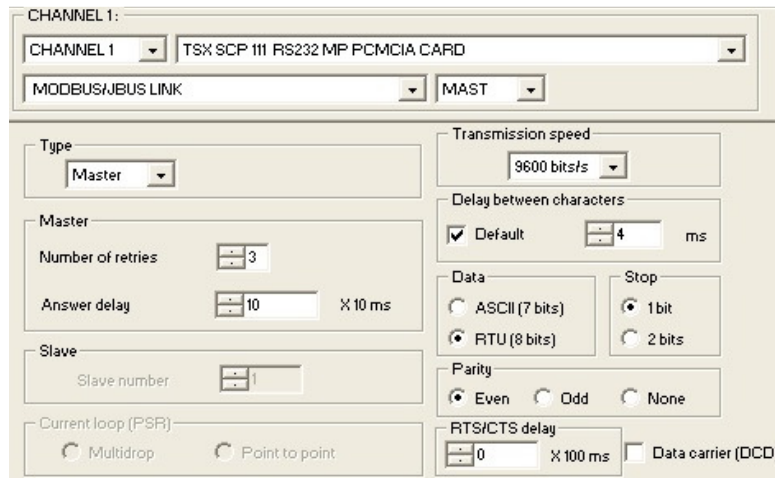 CHANNEL 1:
CHANNEL 1 TSX SCP 111 RS232 MP PCMCIA CARD
MODBUS/JBUS LINK MAST
Type
Master
Master
Number of retries 3
Answer delay 10 X 10 ms
Slave
Slave number 1
Current loop (PSR)
Multidrop Point to point
Transmission speed
9600 bits/s
Delay between characters
Default 4 ms
Data
ASCII (7 bits)
RTU (8 bits)
Stop
1 bit
2 bits
Parity
Even Odd None
RTS/CTS delay
0 X 100 ms
Data carrier (DCD